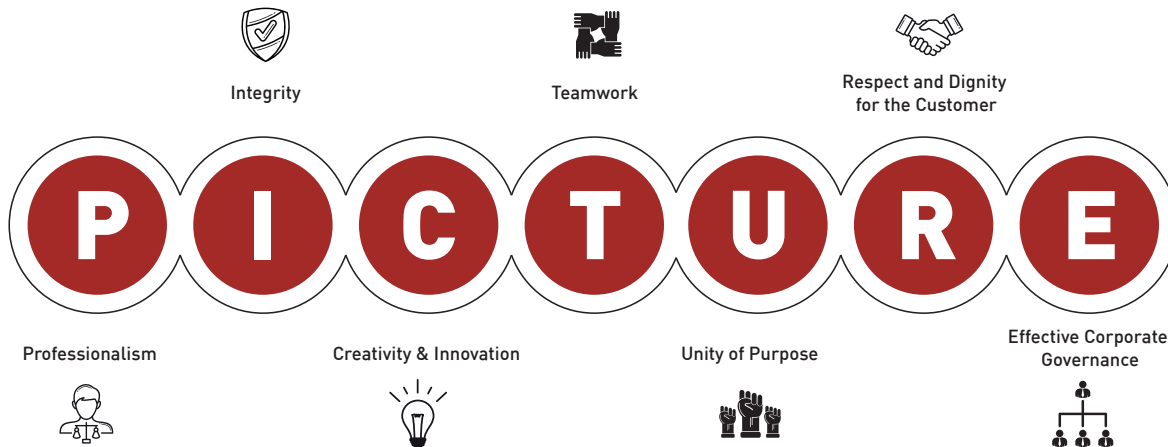 Integrity
Teamwork
Respect and Dignity
for the Customer
P I C T U R E
Professionalism
Creativity & Innovation
Unity of Purpose
Effective Corporate
Governance